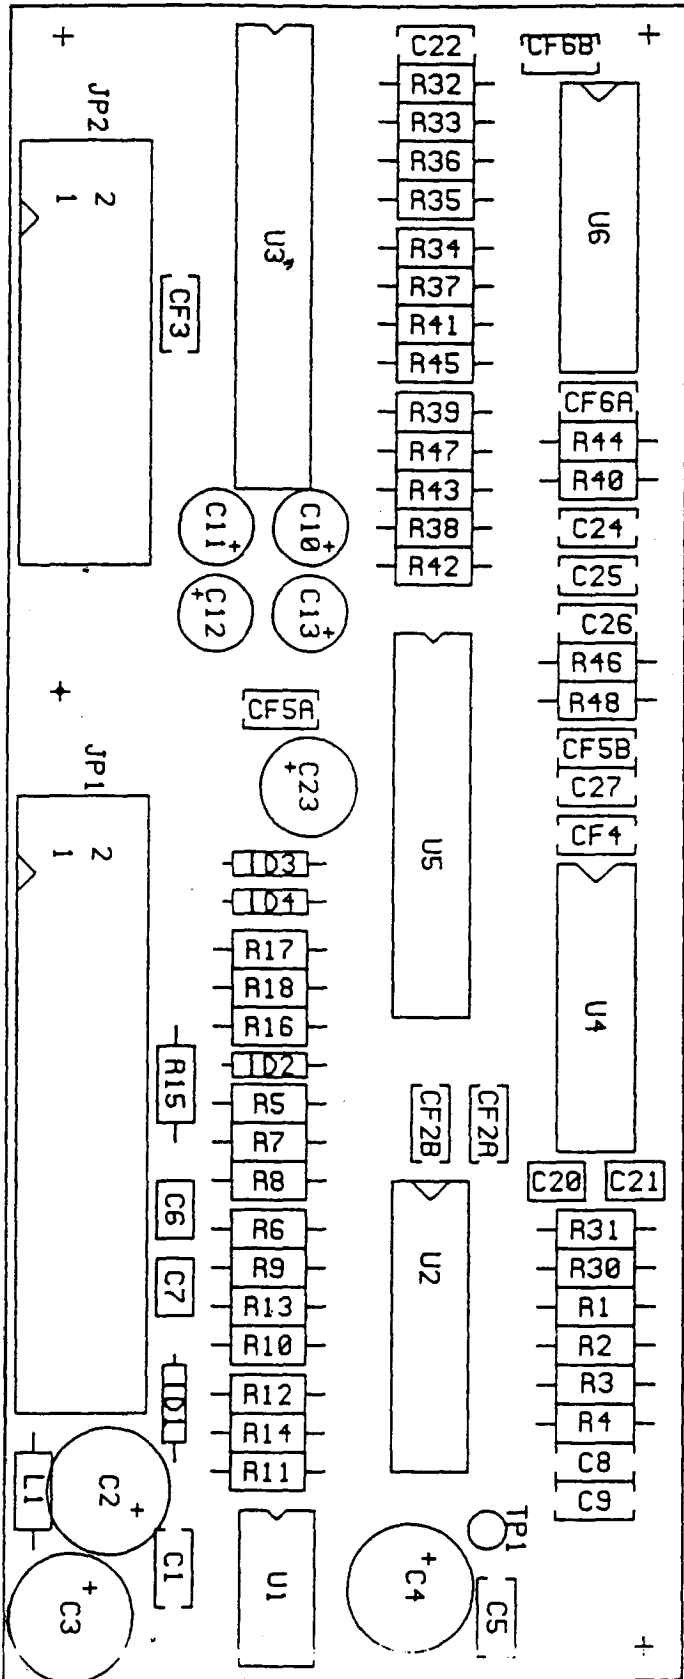 C22
CF6B
R32
R33
R36
R35
JP2
1 2
U3
U6
R34
R37
R41
R45
CF3
CF6A
R39
R44
R47
R40
R43
C11
C10
R38
C24
R42
C25
C12
C13
C26
R46
R48
CF5A
CF5B
C27
C23
CF4
JP1
1 2
U5
D3
D4
R17
R18
R16
U4
D2
R15
R5
R7
R8
CF2B
CF2A
C20
C21
C6
R6
R31
R9
U2
R30
C7
R13
R1
R10
R2
R12
R3
D1
R14
R4
R11
C8
C9
L1
C2
TP1
C1
U1
C4
C5
C3